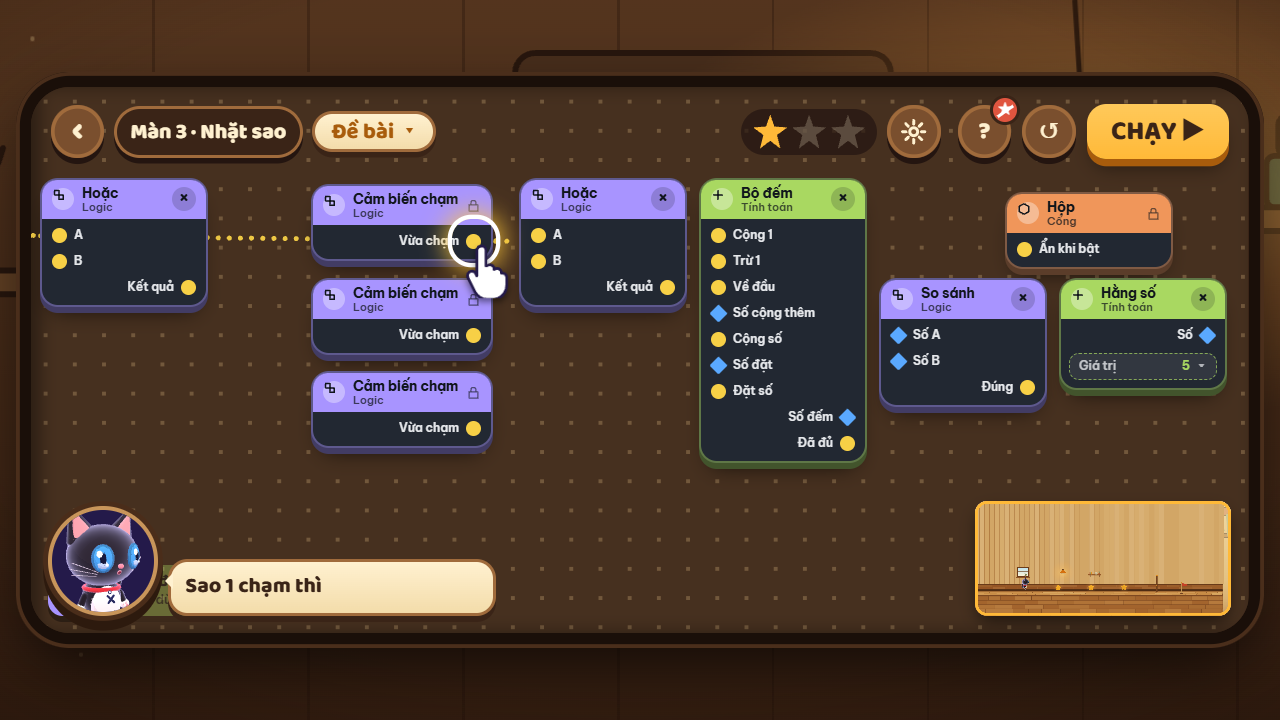 Màn 3 · Nhặt sao
Đề bài
?
CHẠY
Hoặc
Logic
A
B
Kết quả
Cảm biến chạm
Logic
Vừa chạm
Cảm biến chạm
Logic
Vừa chạm
Cảm biến chạm
Logic
Vừa chạm
Hoặc
Logic
A
B
Kết quả
Bộ đếm
Tính toán
Cộng 1
Trừ 1
Về đầu
Số cộng thêm
Cộng số
Số đặt
Đặt số
Số đếm
Đã đủ
Hộp
Cổng
Ẩn khi bật
So sánh
Logic
Số A
Số B
Đúng
Hằng số
Tính toán
Số
Giá trị 5
Sao 1 chạm thì